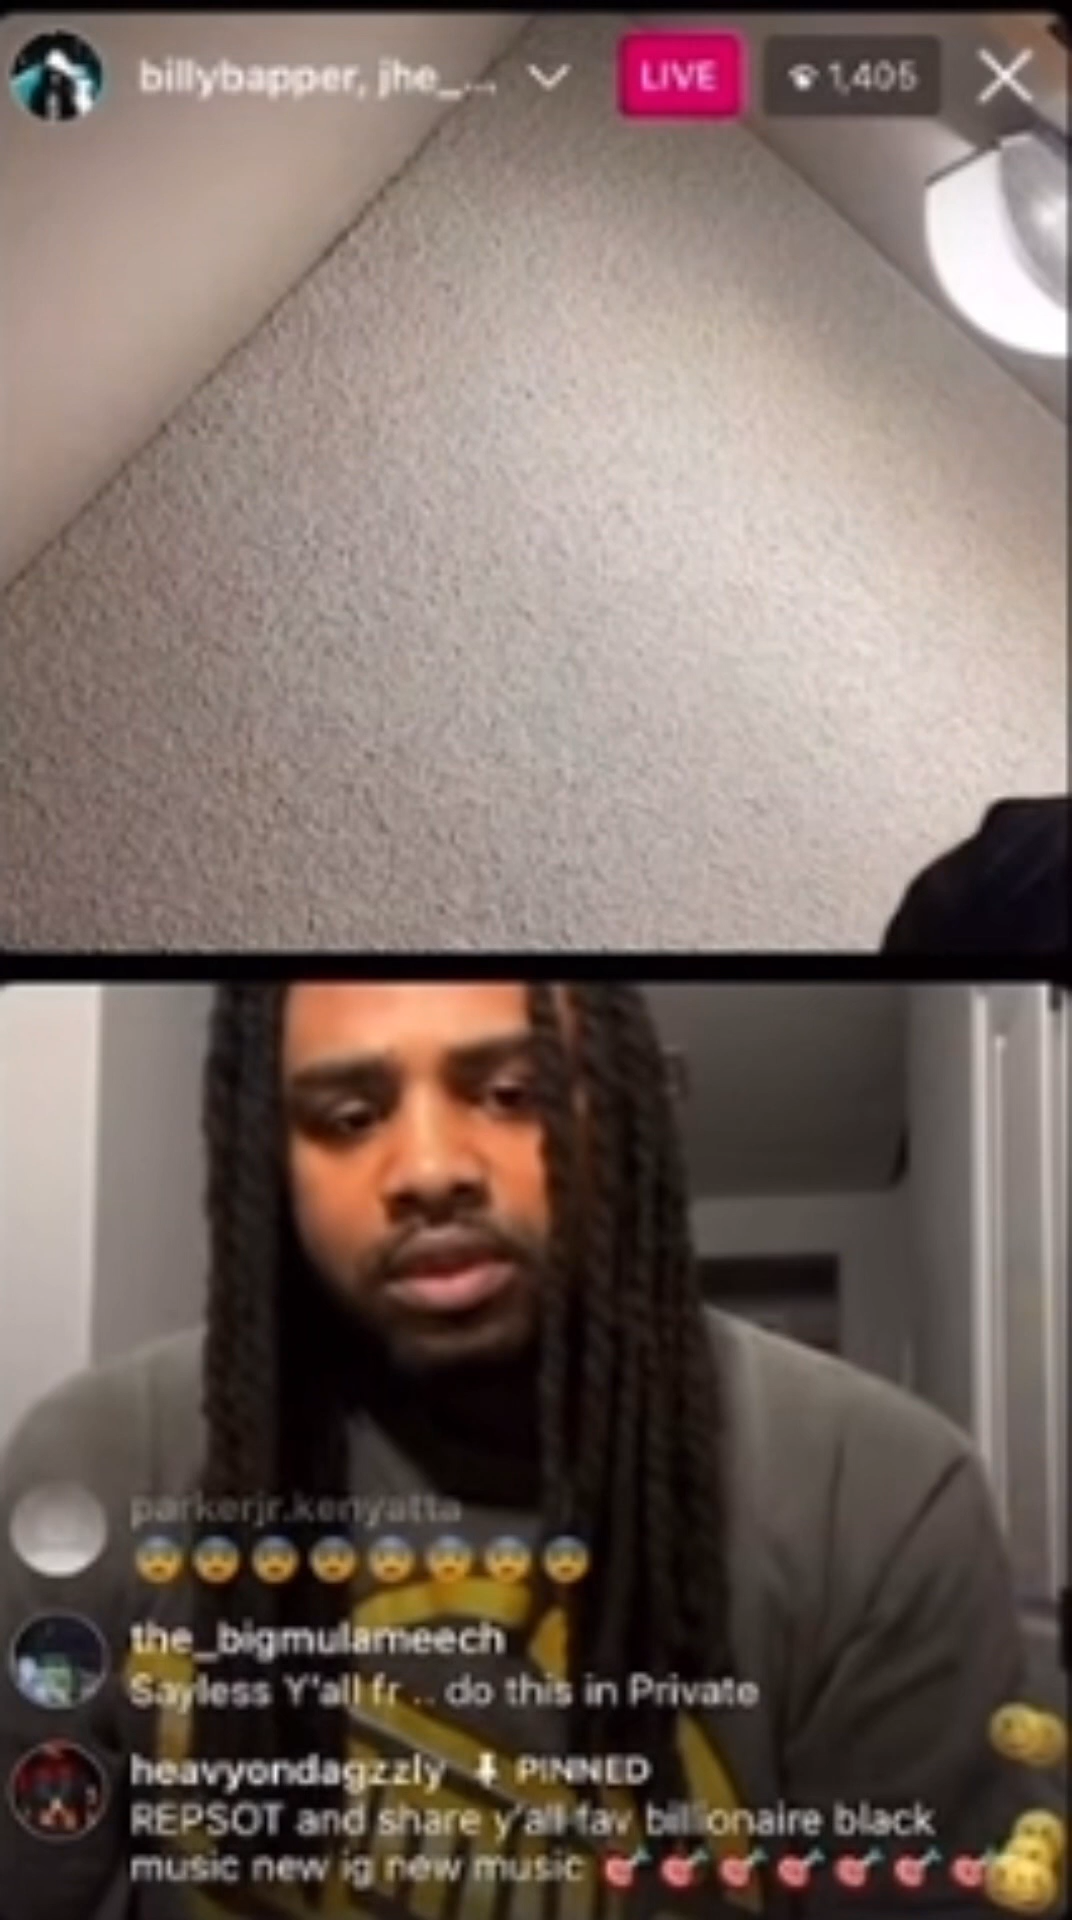 billybapper, jhe_... LIVE 1,405
parkerjr.kenyatta
😨😨😨😨😨😨😨😨
the_bigmulameech
Sayless Y'all fr .. do this in Private
heavyondagzzly PINNED
REPSOT and share y'all fav billionaire black
music new ig new music